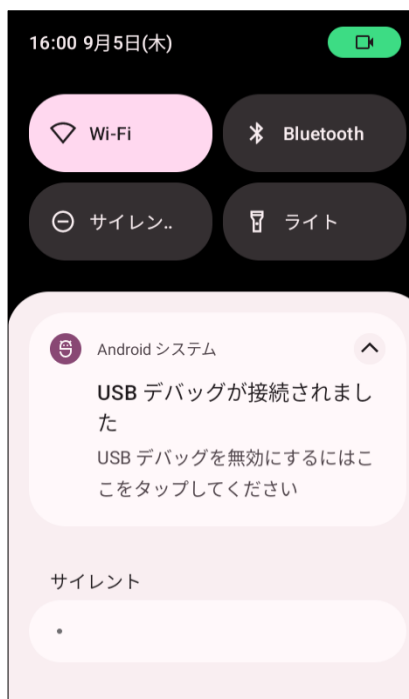 16:00 9月5日(木)
Wi-Fi
Bluetooth
サイレン..
ライト
Android システム
USB デバッグが接続されまし
た
USB デバッグを無効にするにはこ
こをタップしてください
サイレント